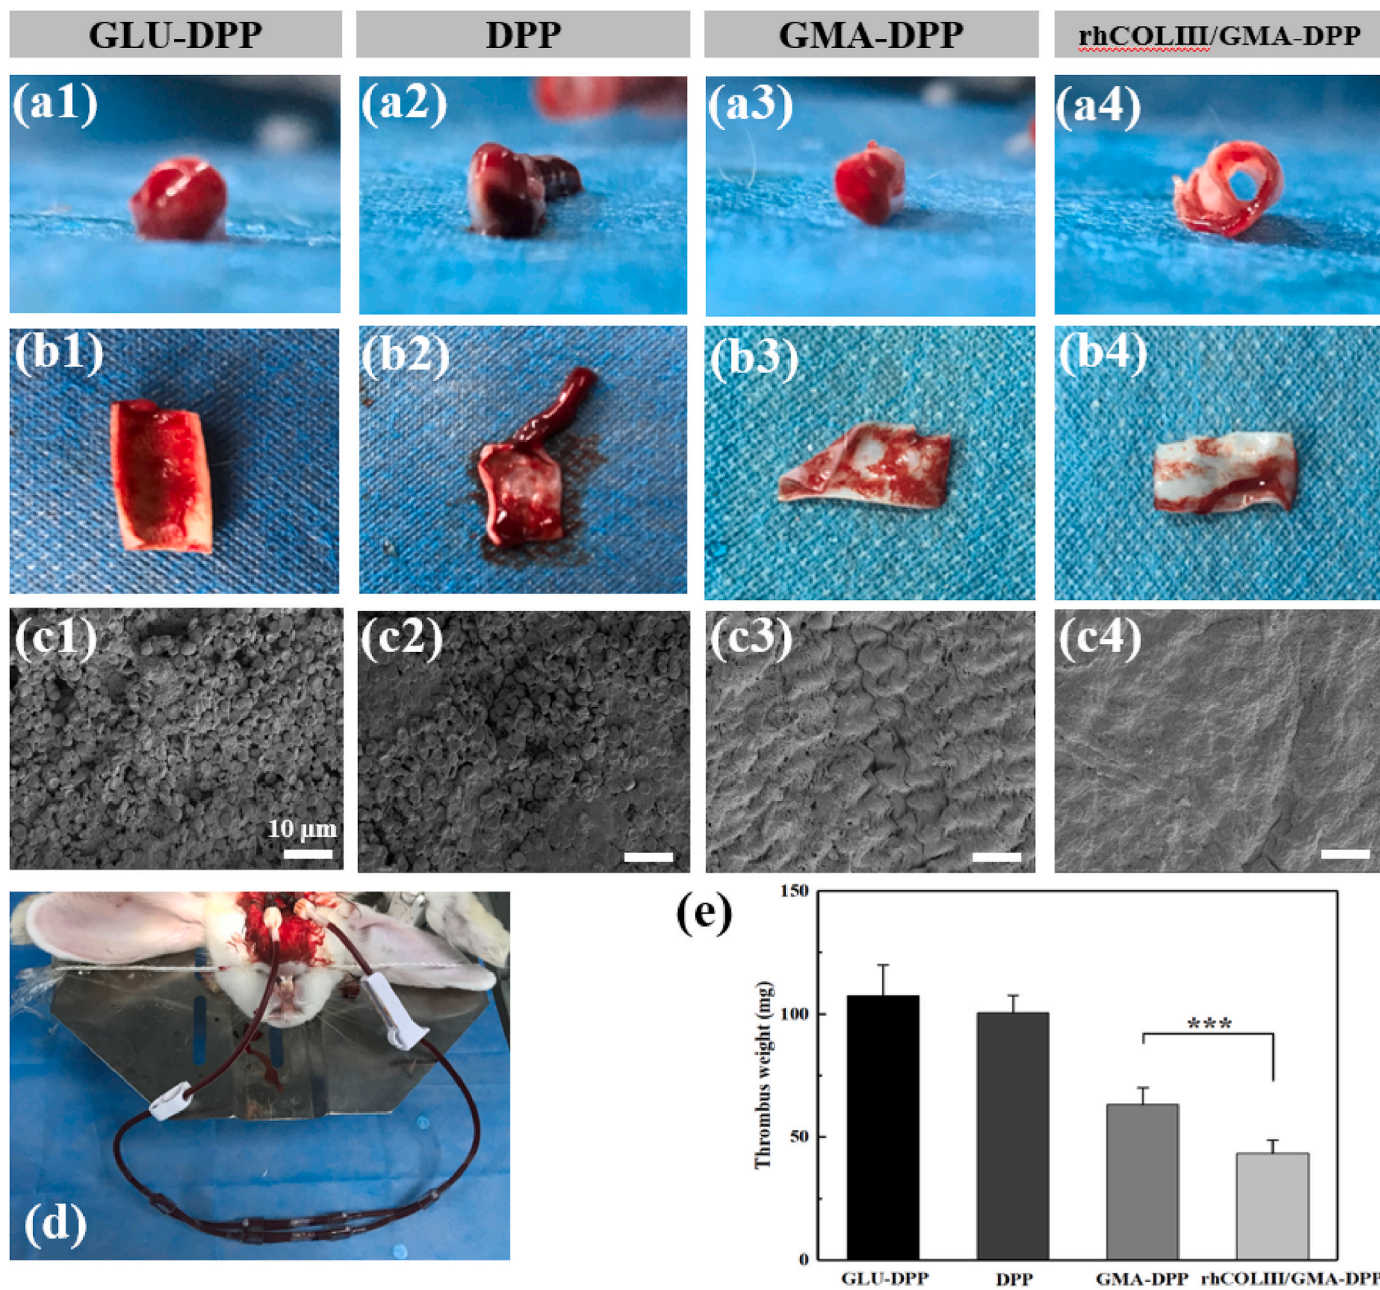 GLU-DPP DPP GMA-DPP rhCOLIII/GMA-DPP
(a1) (a2) (a3) (a4)
(b1) (b2) (b3) (b4)
(c1) (c2) (c3) (c4)
10 μm
(d)
(e)
Thrombus weight (mg)
150
100
50
0
***
GLU-DPP DPP GMA-DPP rhCOLIII/GMA-DPP